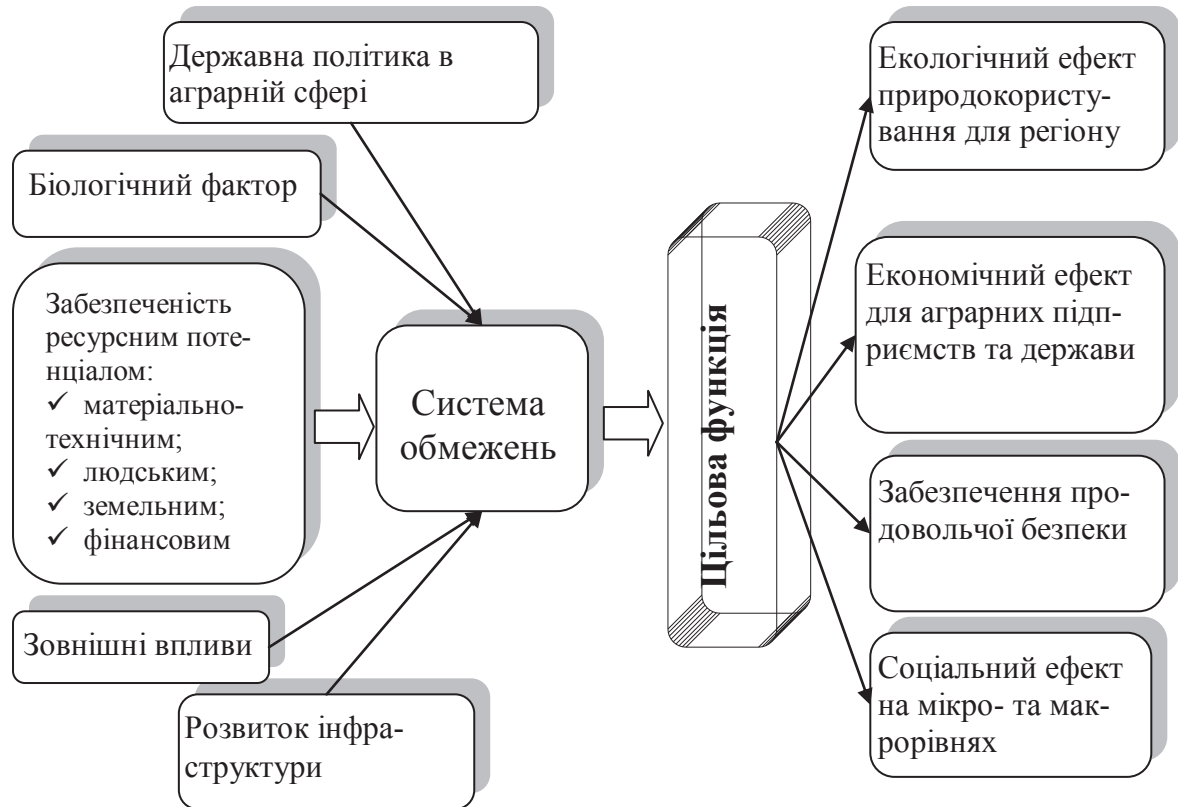 Державна політика в
аграрній сфері
Біологічний фактор
Забезпеченість
ресурсним поте-
нціалом:
✓ матеріально-
технічним;
✓ людським;
✓ земельним;
✓ фінансовим
Зовнішні впливи
Розвиток інфра-
структури
Система
обмежень
Цільова функція
Екологічний ефект
природокористу-
вання для регіону
Економічний ефект
для аграрних підп-
риємств та держави
Забезпечення про-
довольчої безпеки
Соціальний ефект
на мікро- та мак-
рорівнях